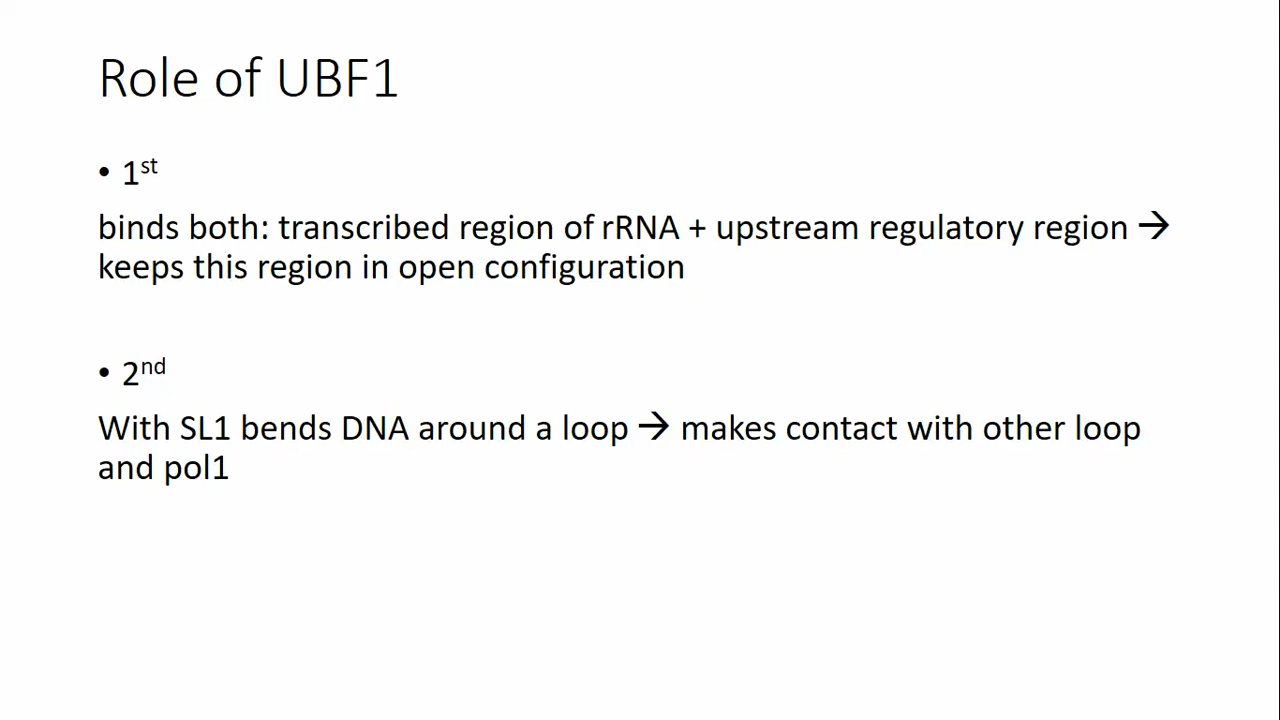 Role of UBF1
• 1st
binds both: transcribed region of rRNA + upstream regulatory region →
keeps this region in open configuration
• 2nd
With SL1 bends DNA around a loop → makes contact with other loop
and pol1